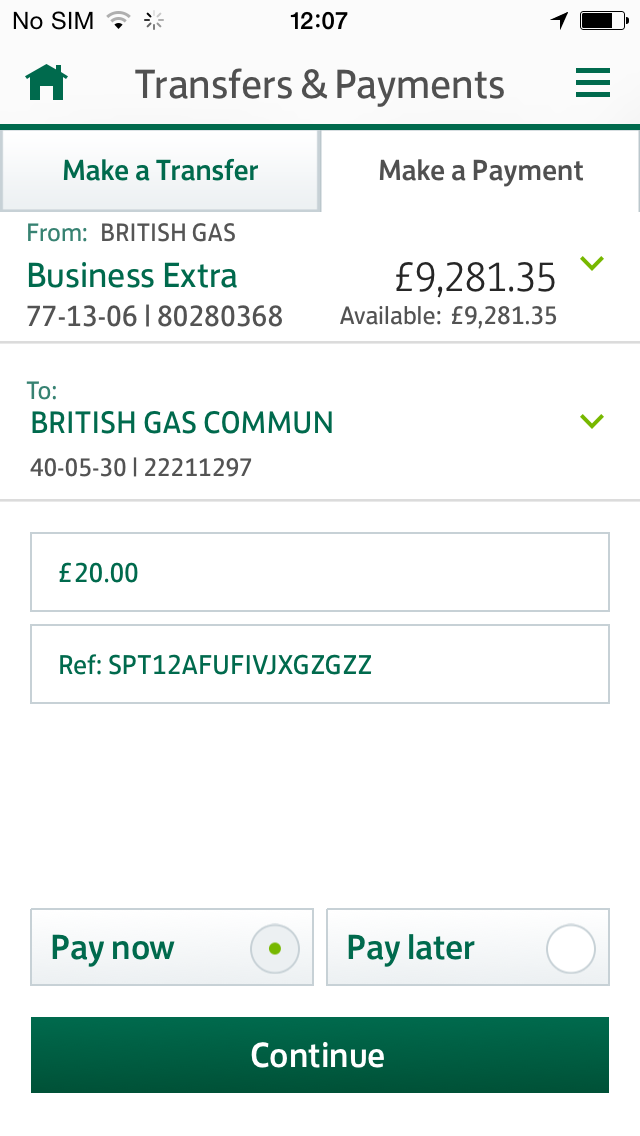 No SIM 12:07
Transfers & Payments
Make a Transfer Make a Payment
From: BRITISH GAS
Business Extra £9,281.35
77-13-06 | 80280368 Available: £9,281.35
To:
BRITISH GAS COMMUN
40-05-30 | 22211297
£20.00
Ref: SPT12AFUFIVJXGZGZZ
Pay now Pay later
Continue